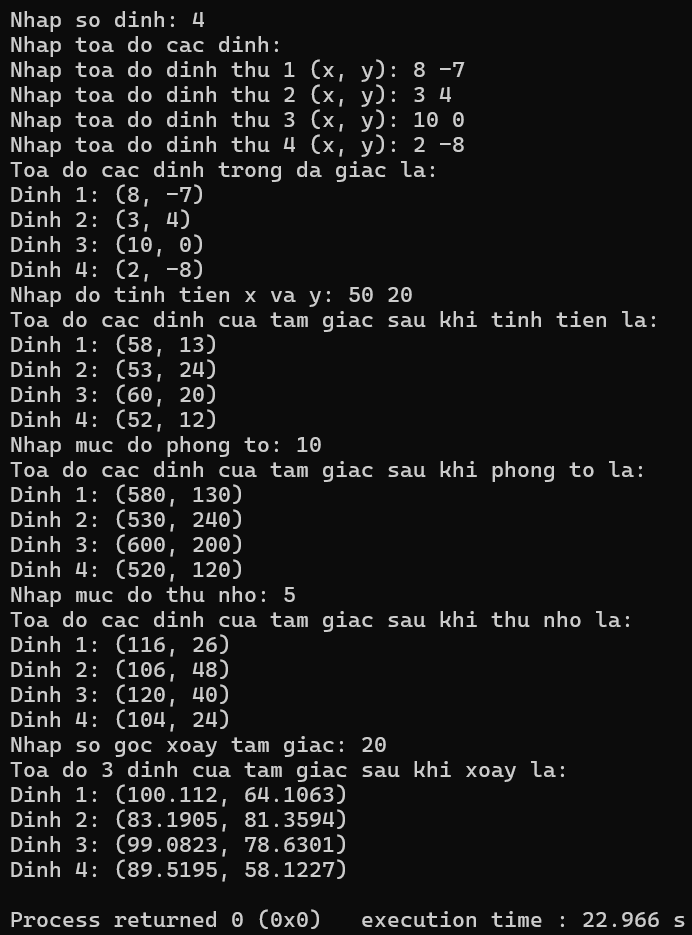 Nhap so dinh: 4
Nhap toa do cac dinh:
Nhap toa do dinh thu 1 (x, y): 8 -7
Nhap toa do dinh thu 2 (x, y): 3 4
Nhap toa do dinh thu 3 (x, y): 10 0
Nhap toa do dinh thu 4 (x, y): 2 -8
Toa do cac dinh trong da giac la:
Dinh 1: (8, -7)
Dinh 2: (3, 4)
Dinh 3: (10, 0)
Dinh 4: (2, -8)
Nhap do tinh tien x va y: 50 20
Toa do cac dinh cua tam giac sau khi tinh tien la:
Dinh 1: (58, 13)
Dinh 2: (53, 24)
Dinh 3: (60, 20)
Dinh 4: (52, 12)
Nhap muc do phong to: 10
Toa do cac dinh cua tam giac sau khi phong to la:
Dinh 1: (580, 130)
Dinh 2: (530, 240)
Dinh 3: (600, 200)
Dinh 4: (520, 120)
Nhap muc do thu nho: 5
Toa do cac dinh cua tam giac sau khi thu nho la:
Dinh 1: (116, 26)
Dinh 2: (106, 48)
Dinh 3: (120, 40)
Dinh 4: (104, 24)
Nhap so goc xoay tam giac: 20
Toa do 3 dinh cua tam giac sau khi xoay la:
Dinh 1: (100.112, 64.1063)
Dinh 2: (83.1905, 81.3594)
Dinh 3: (99.0823, 78.6301)
Dinh 4: (89.5195, 58.1227)
Process returned 0 (0x0)   execution time : 22.966 s